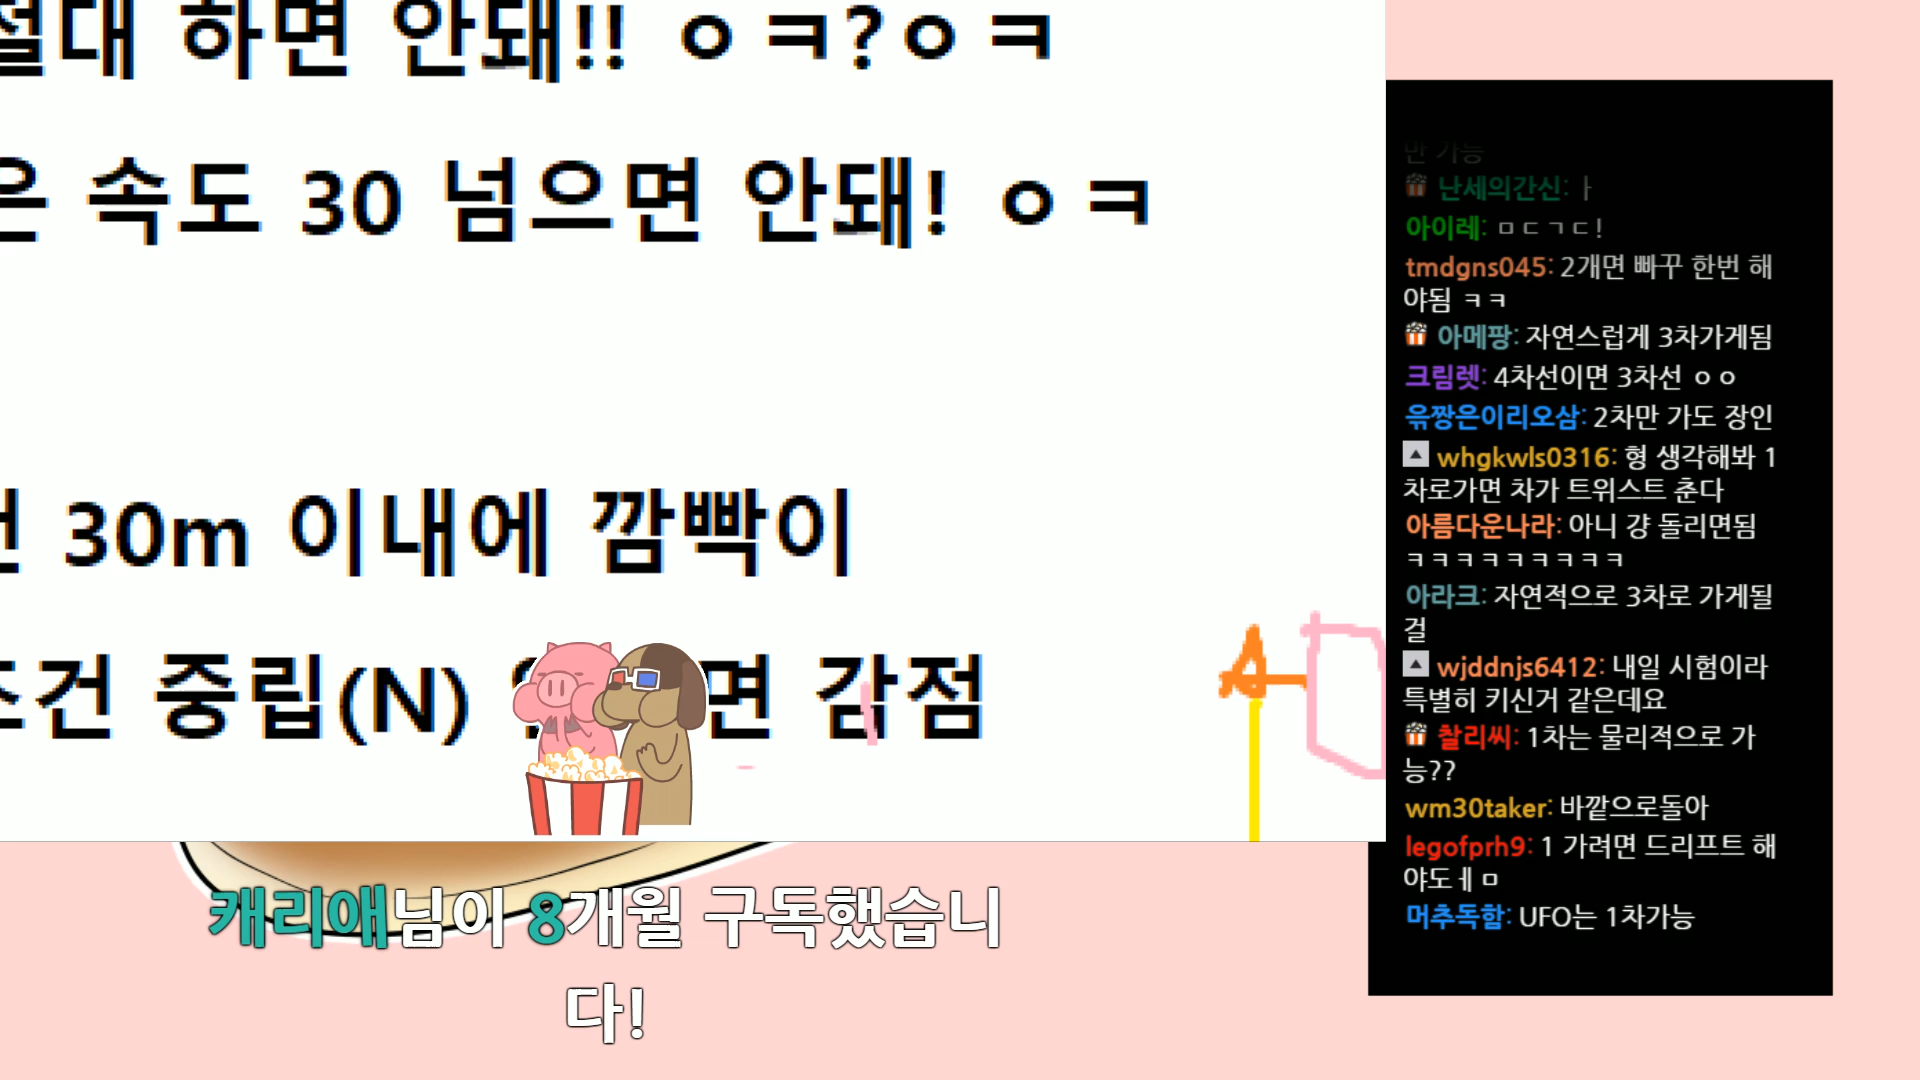 절대 하면 안돼!! ㅇㅋ?ㅇㅋ
은 속도 30 넘으면 안돼! ㅇㅋ
전 30m 이내에 깜빡이
조건 중립(N) 면 감점
캐리애님이 8개월 구독했습니
다!
만 가능
난세의간신: ㅏ
아이레: ㅁㄷㄱㄷ!
tmdgns045: 2개면 빠꾸 한번 해
야됨 ㅋㅋ
아메팡: 자연스럽게 3차가게됨
크림렛: 4차선이면 3차선 ㅇㅇ
윾짱은이리오삼: 2차만 가도 장인
whgkwls0316: 형 생각해봐 1
차로가면 차가 트위스트 춘다
아름다운나라: 아니 걍 돌리면됨
ㅋㅋㅋㅋㅋㅋㅋㅋㅋ
아라크: 자연적으로 3차로 가게될
걸
wjddnjs6412: 내일 시험이라
특별히 키신거 같은데요
찰리씨: 1차는 물리적으로 가
능??
wm30taker: 바깥으로돌아
legofprh9: 1 가려면 드리프트 해
야도ㅔㅁ
머추독함: UFO는 1차가능